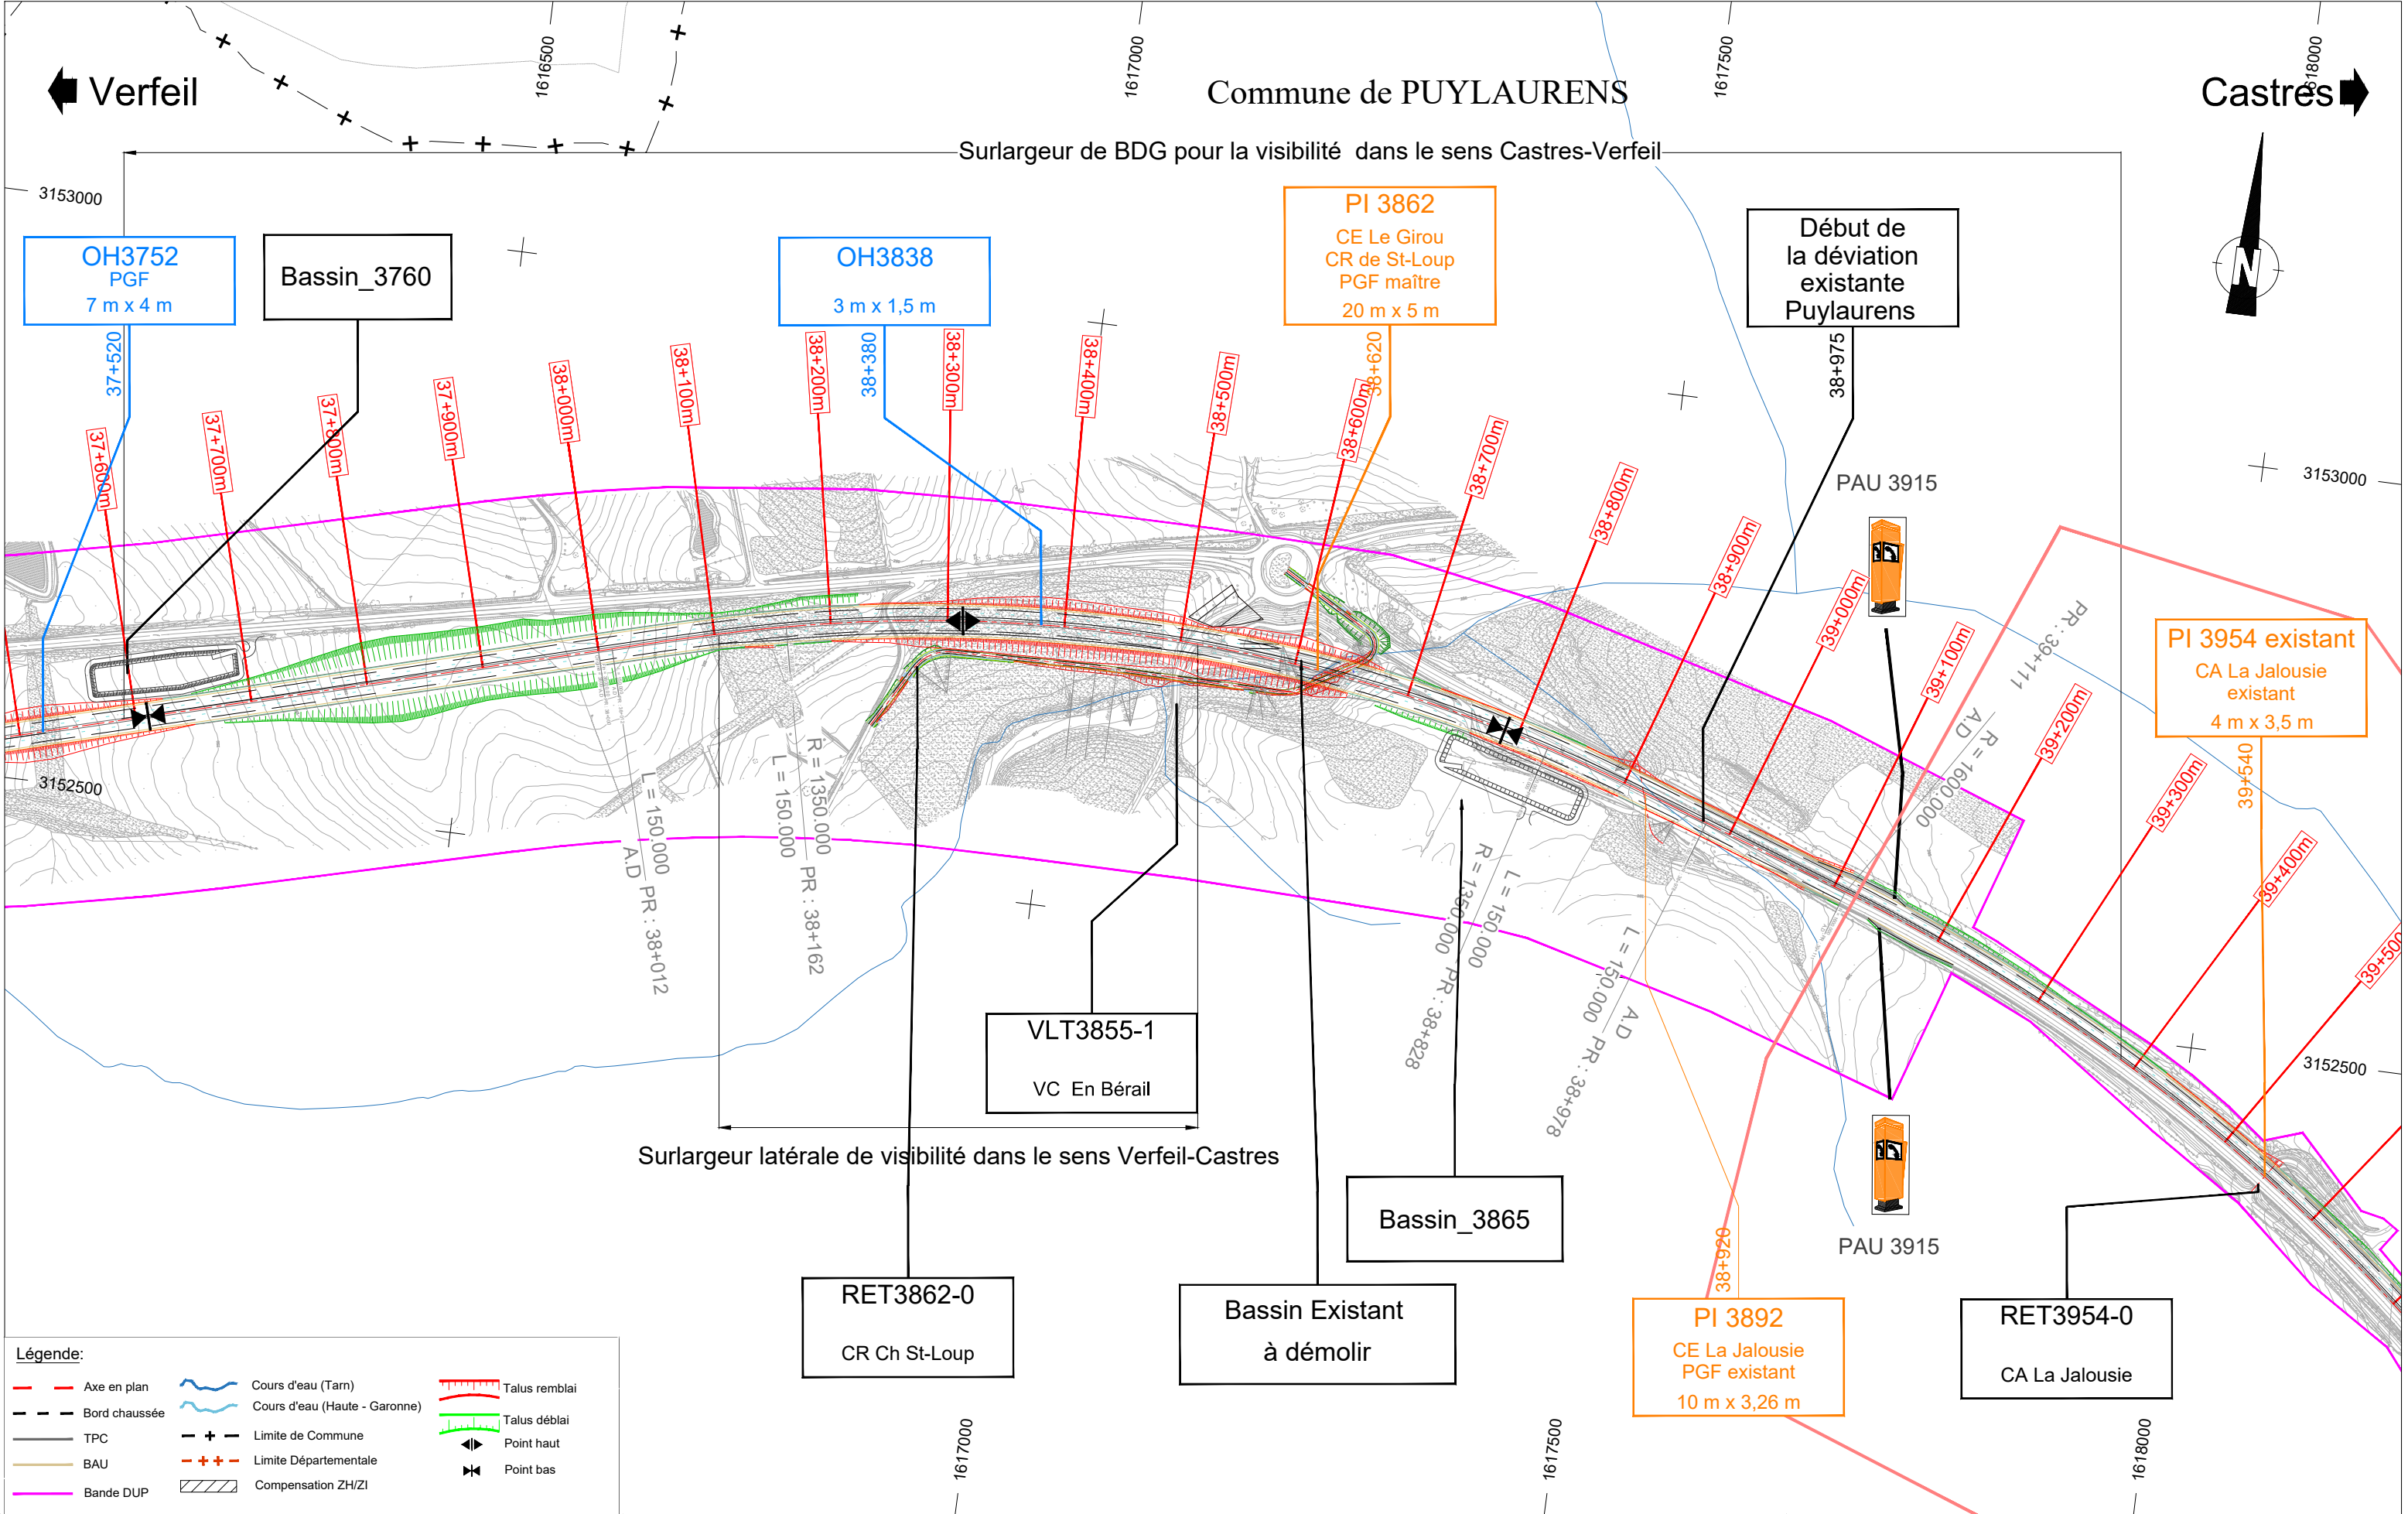 1616500
1617000
1617500
1618000
Verfeil
Commune de PUYLAURENS
Castres
Surlargeur de BDG pour la visibilité dans le sens Castres-Verfeil
3153000
OH3752
PGF
7 m x 4 m
37+520
Bassin_3760
OH3838
3 m x 1,5 m
38+380
PI 3862
CE Le Girou
CR de St-Loup
PGF maître
20 m x 5 m
38+620
Début de
la déviation
existante
Puylaurens
38+975
N
37+600m
37+700m
37+800m
37+900m
38+000m
38+100m
38+200m
38+300m
38+400m
38+500m
38+600m
38+700m
38+800m
38+900m
39+000m
39+100m
39+200m
39+300m
39+400m
39+500
PAU 3915
3153000
PI 3954 existant
CA La Jalousie
existant
4 m x 3,5 m
39+540
PR : 39+111
A.D
R = 1600.000
3152500
L = 150.000
A.D PR : 38+012
R = 1350.000
L = 150.000
PR : 38+162
L = 150.000
R = 1350.000 PR : 38+828
A.D
L = 150.000 PR : 38+978
3152500
VLT3855-1
VC En Bérail
Surlargeur latérale de visibilité dans le sens Verfeil-Castres
Bassin_3865
PAU 3915
RET3862-0
CR Ch St-Loup
Bassin Existant
à démolir
38+920
PI 3892
CE La Jalousie
PGF existant
10 m x 3,26 m
RET3954-0
CA La Jalousie
Légende:
Axe en plan
Bord chaussée
TPC
BAU
Bande DUP
Cours d'eau (Tarn)
Cours d'eau (Haute - Garonne)
Limite de Commune
Limite Départementale
Compensation ZH/ZI
Talus remblai
Talus déblai
Point haut
Point bas
1617000
1617500
1618000